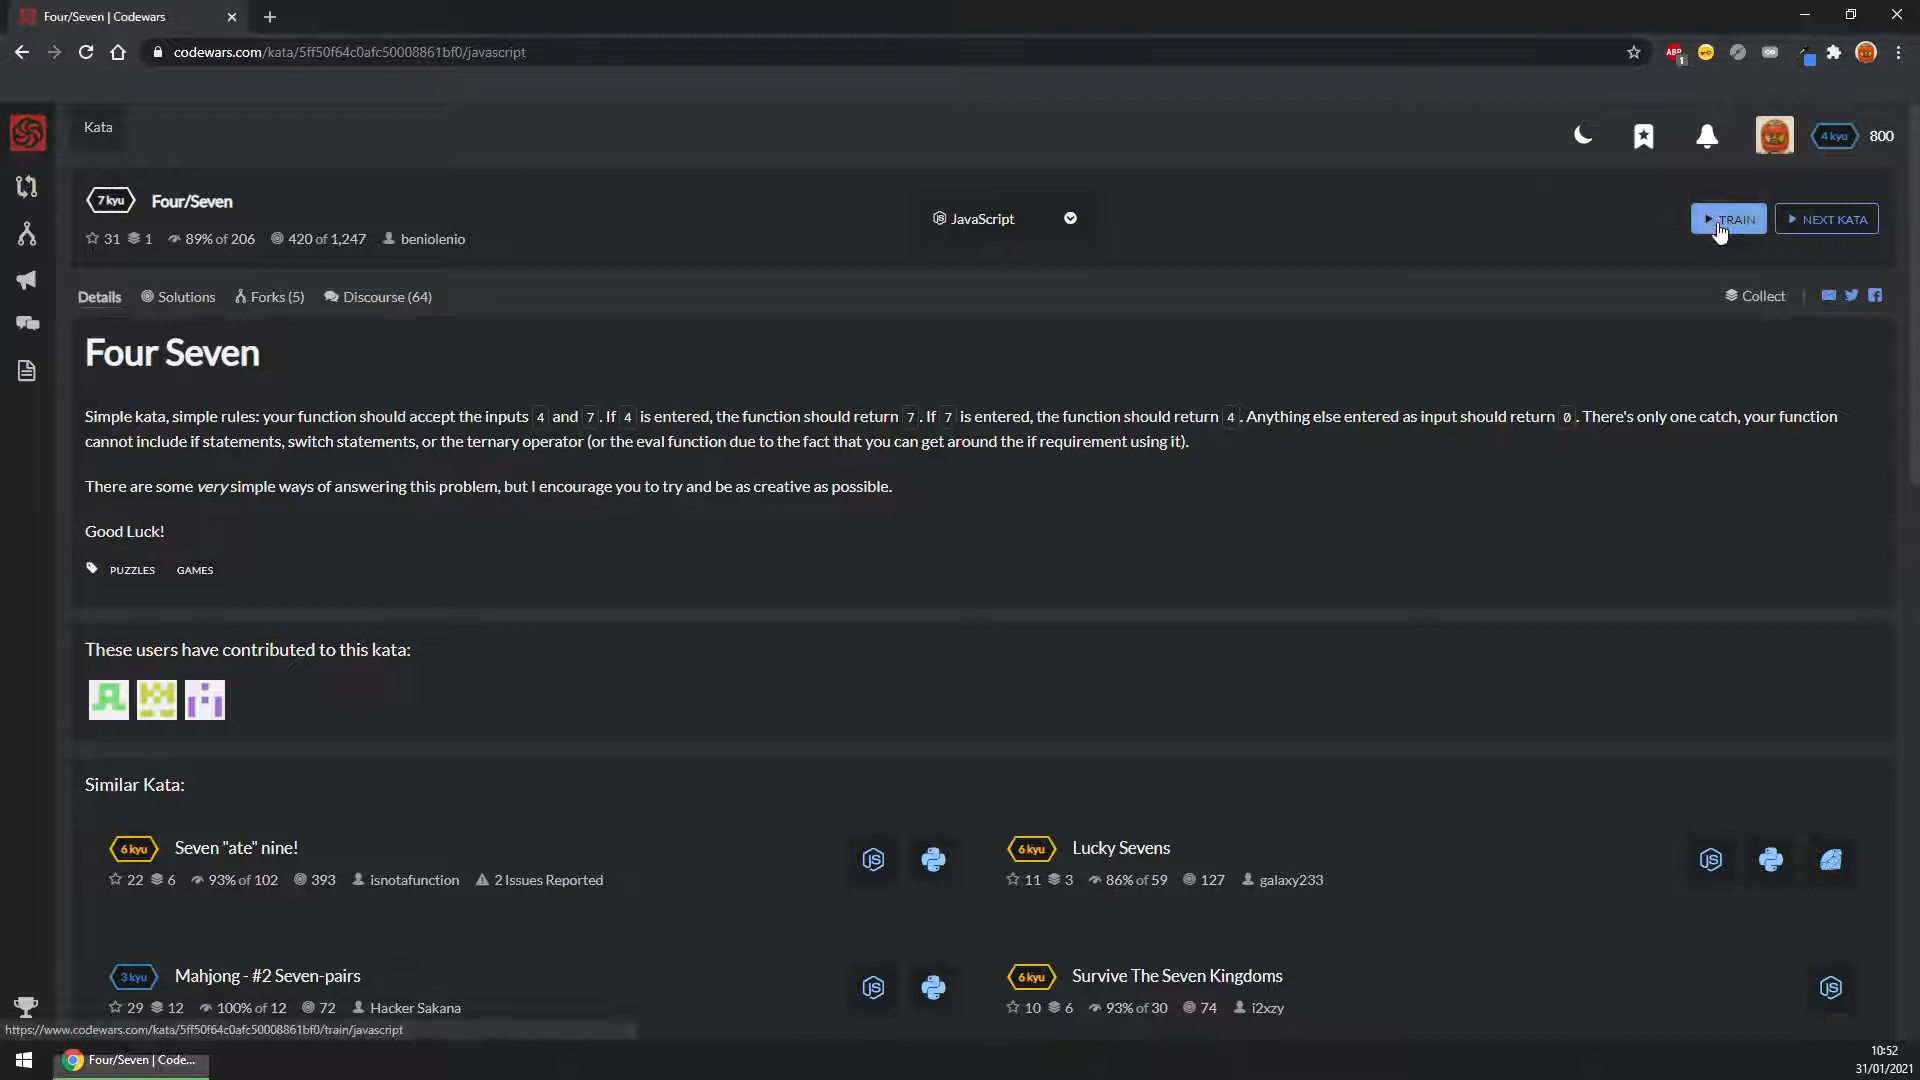 Four/Seven | Codewars
codewars.com/kata/5ff50f64c0afc50008861bf0/javascript
ABP
1
Kata
4 kyu
800
7 kyu
Four/Seven
31 1 89% of 206 420 of 1,247 beniolenio
JavaScript
TRAIN
NEXT KATA
Details Solutions Forks (5) Discourse (64)
Collect
Four Seven
Simple kata, simple rules: your function should accept the inputs 4 and 7. If 4 is entered, the function should return 7. If 7 is entered, the function should return 4. Anything else entered as input should return 0. There's only one catch, your function
cannot include if statements, switch statements, or the ternary operator (or the eval function due to the fact that you can get around the if requirement using it).
There are some very simple ways of answering this problem, but I encourage you to try and be as creative as possible.
Good Luck!
PUZZLES GAMES
These users have contributed to this kata:
Similar Kata:
6 kyu Seven "ate" nine!
22 6 93% of 102 393 isnotafunction 2 Issues Reported
6 kyu Lucky Sevens
11 3 86% of 59 127 galaxy233
3 kyu Mahjong - #2 Seven-pairs
29 12 100% of 12 72 Hacker Sakana
6 kyu Survive The Seven Kingdoms
10 6 93% of 30 74 i2xzy
https://www.codewars.com/kata/5ff50f64c0afc50008861bf0/train/javascript
Four/Seven | Code...
10:52
31/01/2021